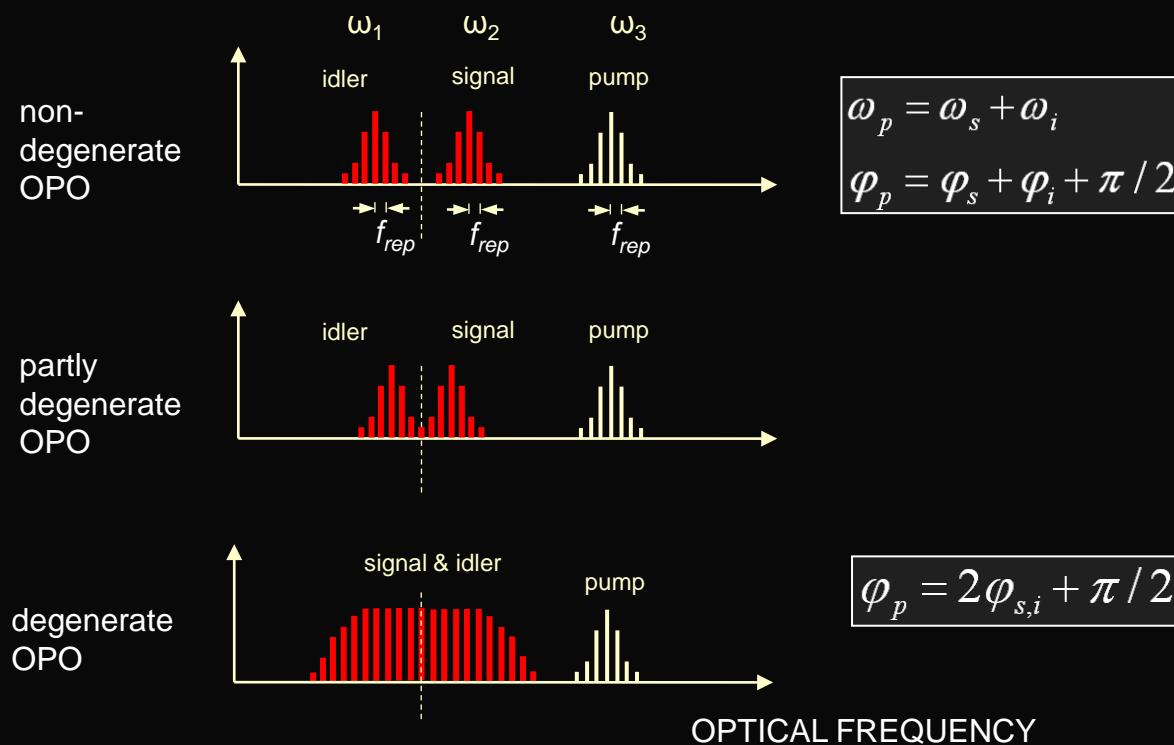 ω₁ ω₂ ω₃
idler signal pump
non-
degenerate
OPO
f_rep f_rep f_rep
ω_p = ω_s + ω_i
φ_p = φ_s + φ_i + π / 2
idler signal pump
partly
degenerate
OPO
signal & idler
pump
degenerate
OPO
φ_p = 2φ_s,i + π / 2
OPTICAL FREQUENCY